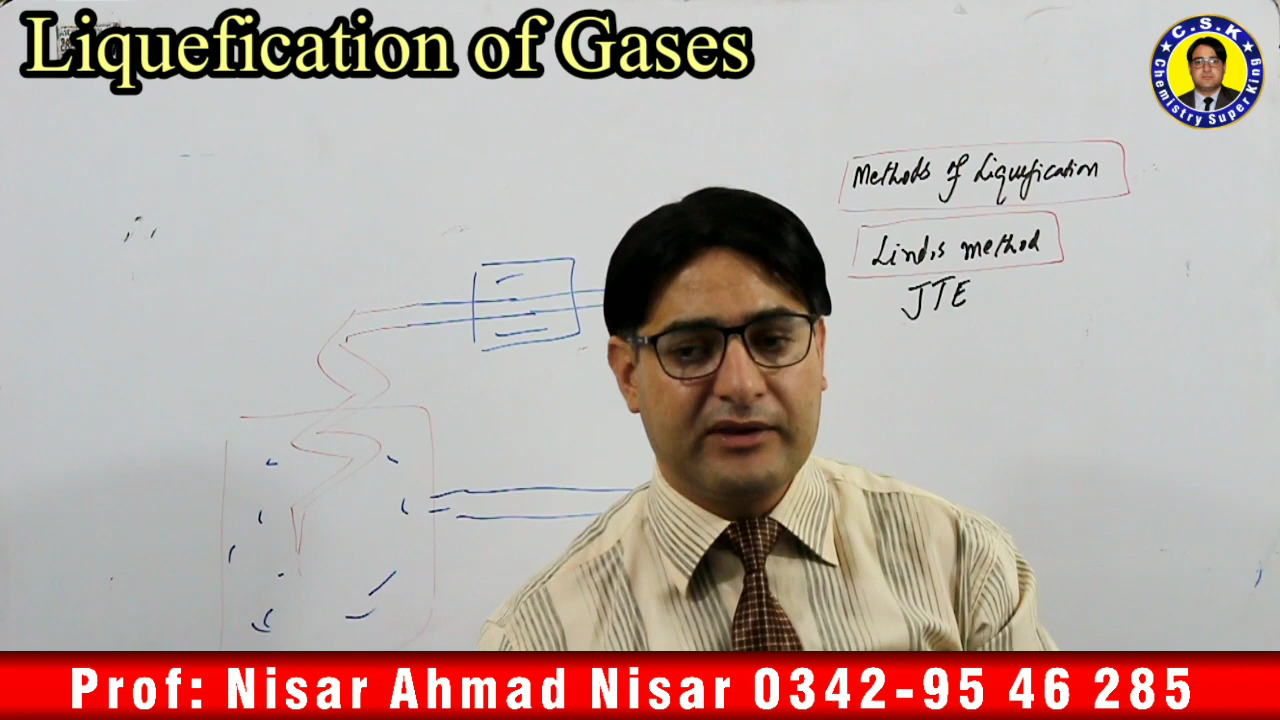 Liquefication of Gases
C.S.K
Chemistry Super King
Methods of Liquefication
Lind,s method
JTE
Prof: Nisar Ahmad Nisar 0342-95 46 285